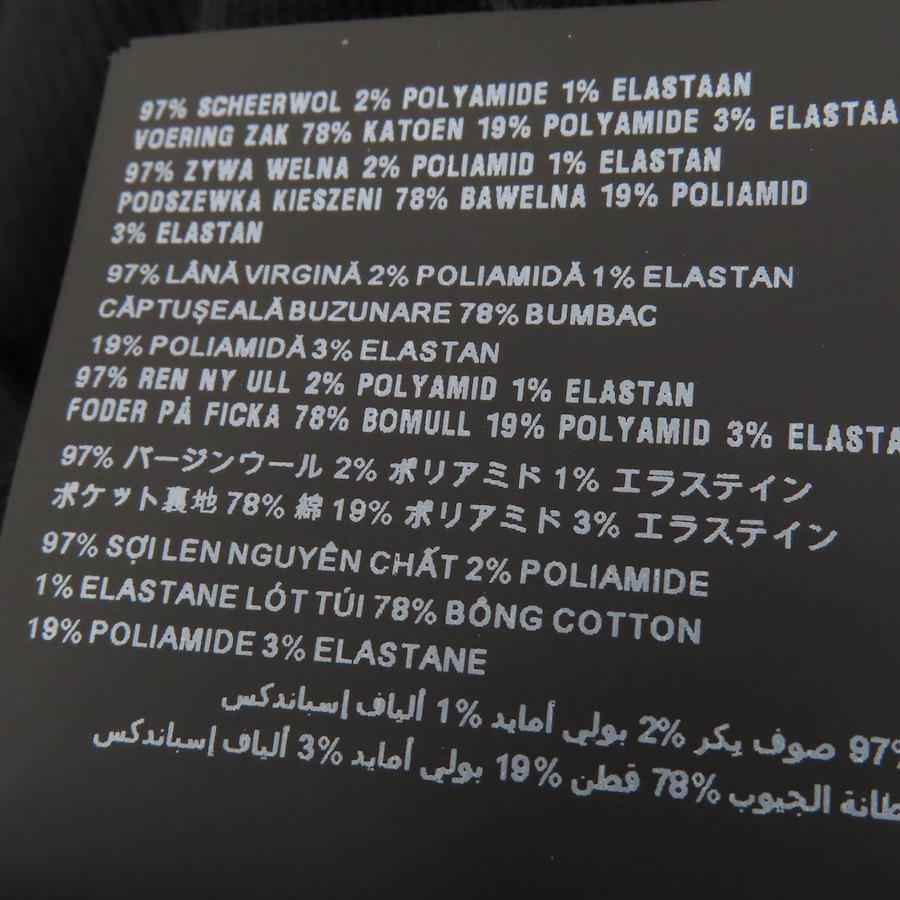 97% SCHEERWOL 2% POLYAMIDE 1% ELASTAAN
VOERING ZAK 78% KATOEN 19% POLYAMIDE 3% ELASTAA
97% ZYWA WELNA 2% POLIAMID 1% ELASTAN
PODSZEWKA KIESZENI 78% BAWELNA 19% POLIAMID
3% ELASTAN
97% LÂNĂ VIRGINĂ 2% POLIAMIDĂ 1% ELASTAN
CĂPTUŞEALĂ BUZUNARE 78% BUMBAC
19% POLIAMIDĂ 3% ELASTAN
97% REN NY ULL 2% POLYAMID 1% ELASTAN
FODER PÅ FICKA 78% BOMULL 19% POLYAMID 3% ELASTA
97% バージンウール 2% ポリアミド 1% エラステイン
ポケット裏地 78% 綿 19% ポリアミド 3% エラステイン
97% SỢI LEN NGUYÊN CHẤT 2% POLIAMIDE
1% ELASTANE LÓT TÚI 78% BÔNG COTTON
19% POLIAMIDE 3% ELASTANE
97% صوف بكر 2% بولي أمايد 1% ألياف إسباندكس
طانة الجيوب 78% قطن 19% بولي أمايد 3% ألياف إسباندكس